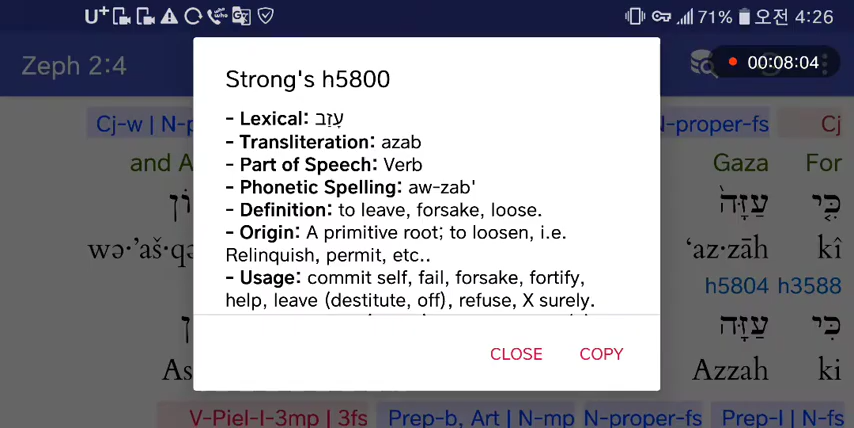 U+ 71% 오전 4:26
Zeph 2:4
00:08:04
Strong's h5800
- Lexical: עָזַב
- Transliteration: azab
- Part of Speech: Verb
- Phonetic Spelling: aw-zab'
- Definition: to leave, forsake, loose.
- Origin: A primitive root; to loosen, i.e.
Relinquish, permit, etc..
- Usage: commit self, fail, forsake, fortify,
help, leave (destitute, off), refuse, X surely.
CLOSE COPY
Cj-w | N-p N-proper-fs Cj
and A Gaza For
עַזָּה֙ כִּ֤י
wə·’aš·qə ‘az·zāh kî
h5804 h3588
עַזָּה כִּי
As Azzah ki
V-Piel-I-3mp | 3fs Prep-b, Art | N-mp N-proper-fs Prep-l | N-fs